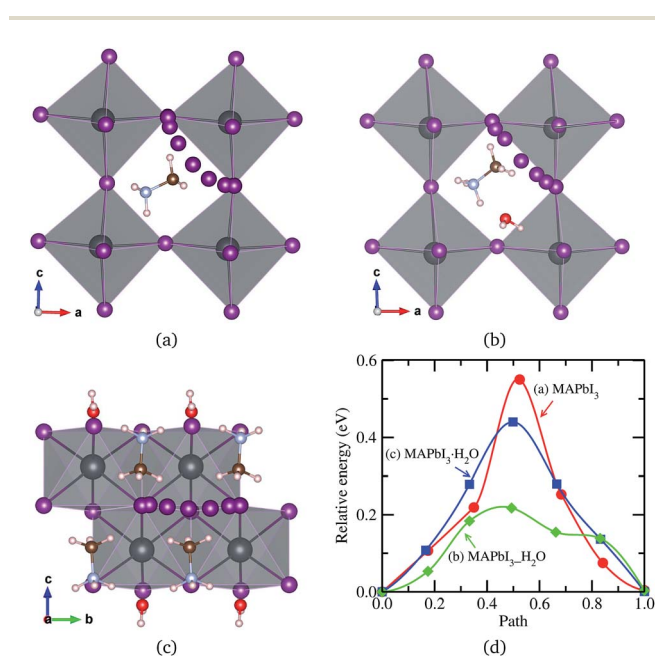 c
a
(a)
c
a
(b)
c
a
b
(c)
0.6
0.4
0.2
0.0
Relative energy (eV)
(a) MAPbI₃
(c) MAPbI₃·H₂O
(b) MAPbI₃_H₂O
0.0 0.2 0.4 0.6 0.8 1.0
Path
(d)